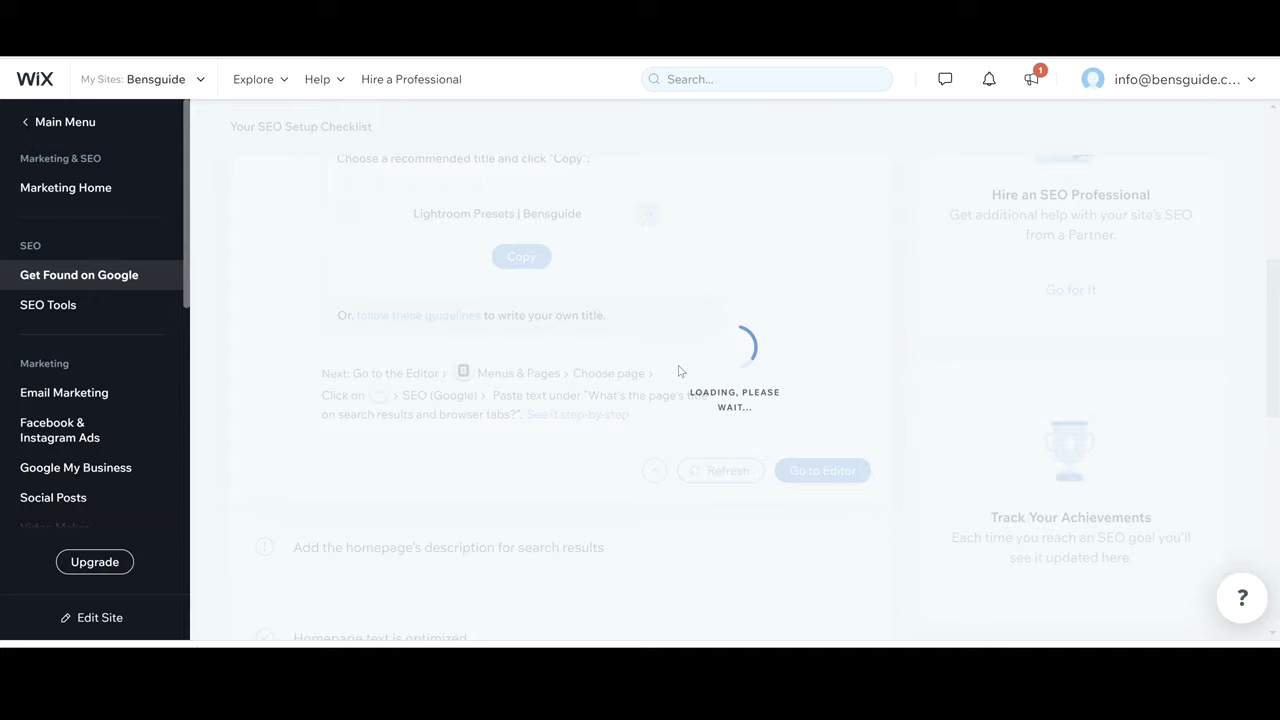 WiX
My Sites: Bensguide
Explore
Help
Hire a Professional
Search...
1
info@bensguide.c...
Main Menu
Marketing & SEO
Marketing Home
SEO
Get Found on Google
SEO Tools
Marketing
Email Marketing
Facebook &
Instagram Ads
Google My Business
Social Posts
Video Maker
Upgrade
Edit Site
Your SEO Setup Checklist
Choose a recommended title and click "Copy":
Lightroom Presets | Bensguide
Copy
Or, follow these guidelines to write your own title.
Next: Go to the Editor > Menus & Pages > Choose page >
Click on > SEO (Google) > Paste text under "What's the page's title
on search results and browser tabs?". See it step-by-step
LOADING, PLEASE
WAIT...
Refresh
Go to Editor
Add the homepage's description for search results
Homepage text is optimized
Hire an SEO Professional
Get additional help with your site's SEO
from a Partner.
Go for It
Track Your Achievements
Each time you reach an SEO goal you'll
see it updated here.
?